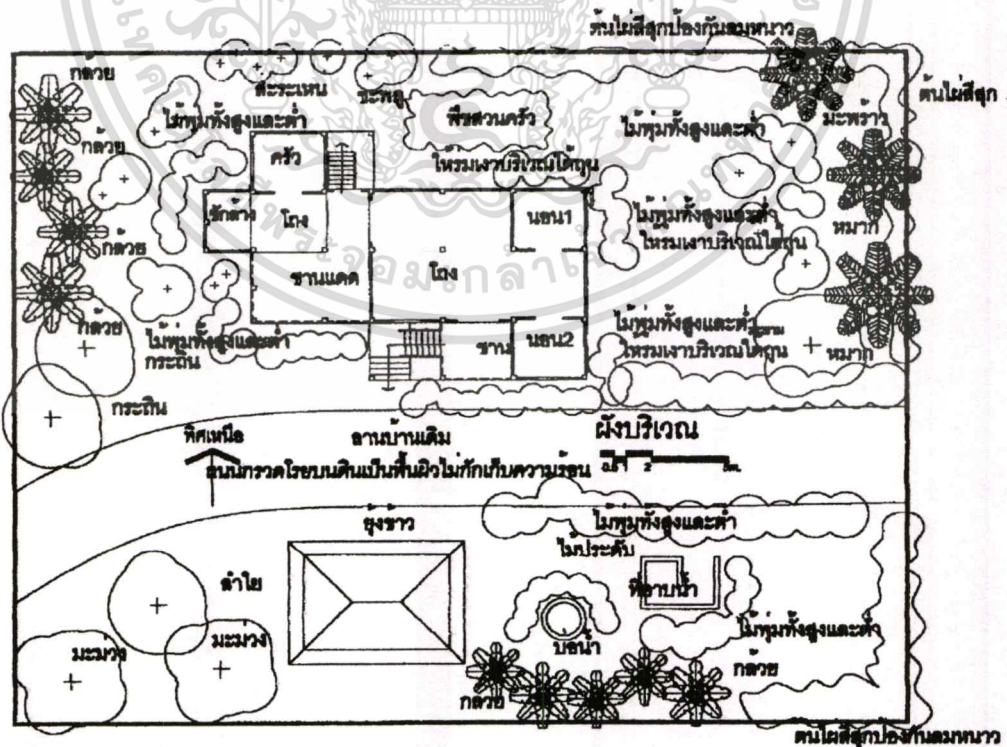 ต้นไผ่สีสุกป้องกันลมหนาว
กล้วย
สะระแหน
ชะพลู
ต้นไผ่สีสุก
ไม้พุ่มทั้งสูงและต่ำ
พืชสวนครัว
ไม้พุ่มทั้งสูงและต่ำ
มะพร้าว
กล้วย
ครัว
ให้ร่มเงาบริเวณใต้ถุน
ซักล้าง
โถง
นอน1
ไม้พุ่มทั้งสูงและต่ำ
ให้ร่มเงาบริเวณใต้ถุน
หมาก
กล้วย
ชานแดด
โถง
กล้วย
ไม้พุ่มทั้งสูงและต่ำ
กระถิน
ชาน
นอน2
ไม้พุ่มทั้งสูงและต่ำ
ให้ร่มเงาบริเวณใต้ถุน
หมาก
กระถิน
ทิศเหนือ
ลานบ้านเดิม
ผังบริเวณ
ถนนกรวดโรยบนดินเป็นพื้นผิวไม่กักเก็บความร้อน
0.5 1 2 5ม.
ยุ้งข้าว
ไม้พุ่มทั้งสูงและต่ำ
ไม้ประดับ
ลำใย
ที่อาบน้ำ
มะม่วง
มะม่วง
บ่อน้ำ
ไม้พุ่มทั้งสูงและต่ำ
กล้วย
กล้วย
ต้นไผ่สีสุกป้องกันลมหนาว